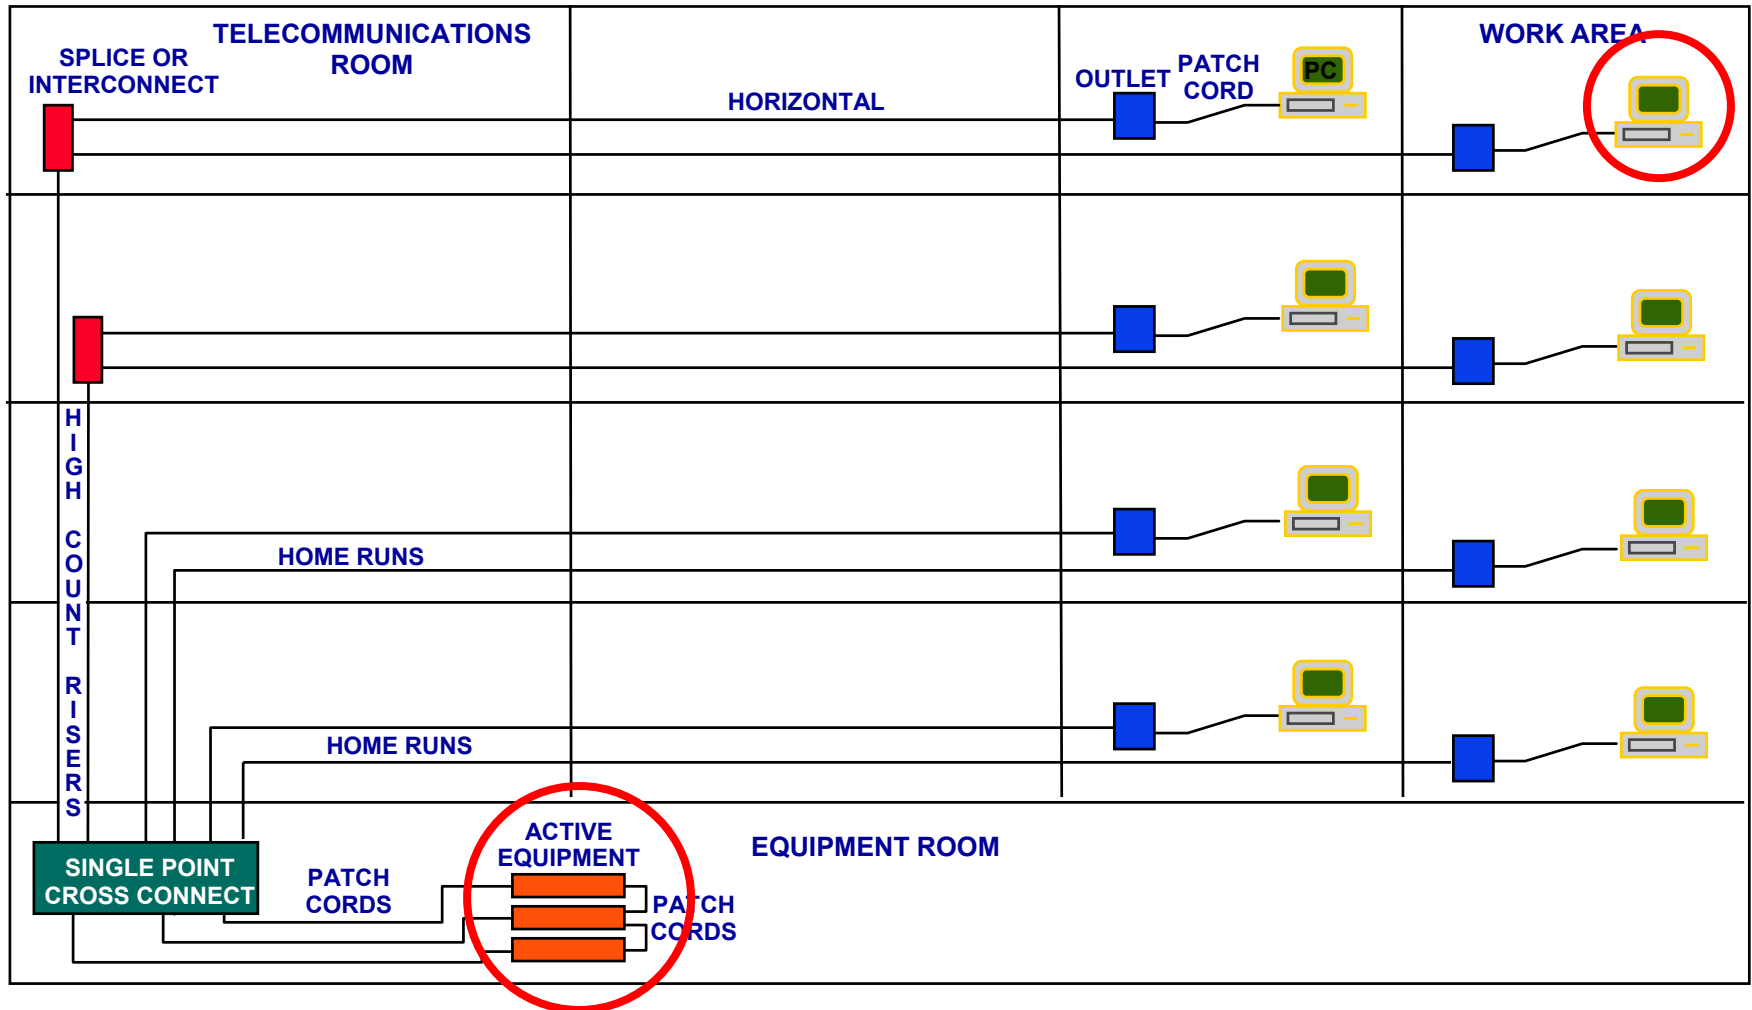 TELECOMMUNICATIONS
ROOM
WORK AREA
SPLICE OR
INTERCONNECT
HORIZONTAL
OUTLET
PATCH
CORD
PC
HIGH COUNT RISERS
HOME RUNS
HOME RUNS
ACTIVE
EQUIPMENT
EQUIPMENT ROOM
SINGLE POINT
CROSS CONNECT
PATCH
CORDS
PATCH
CORDS